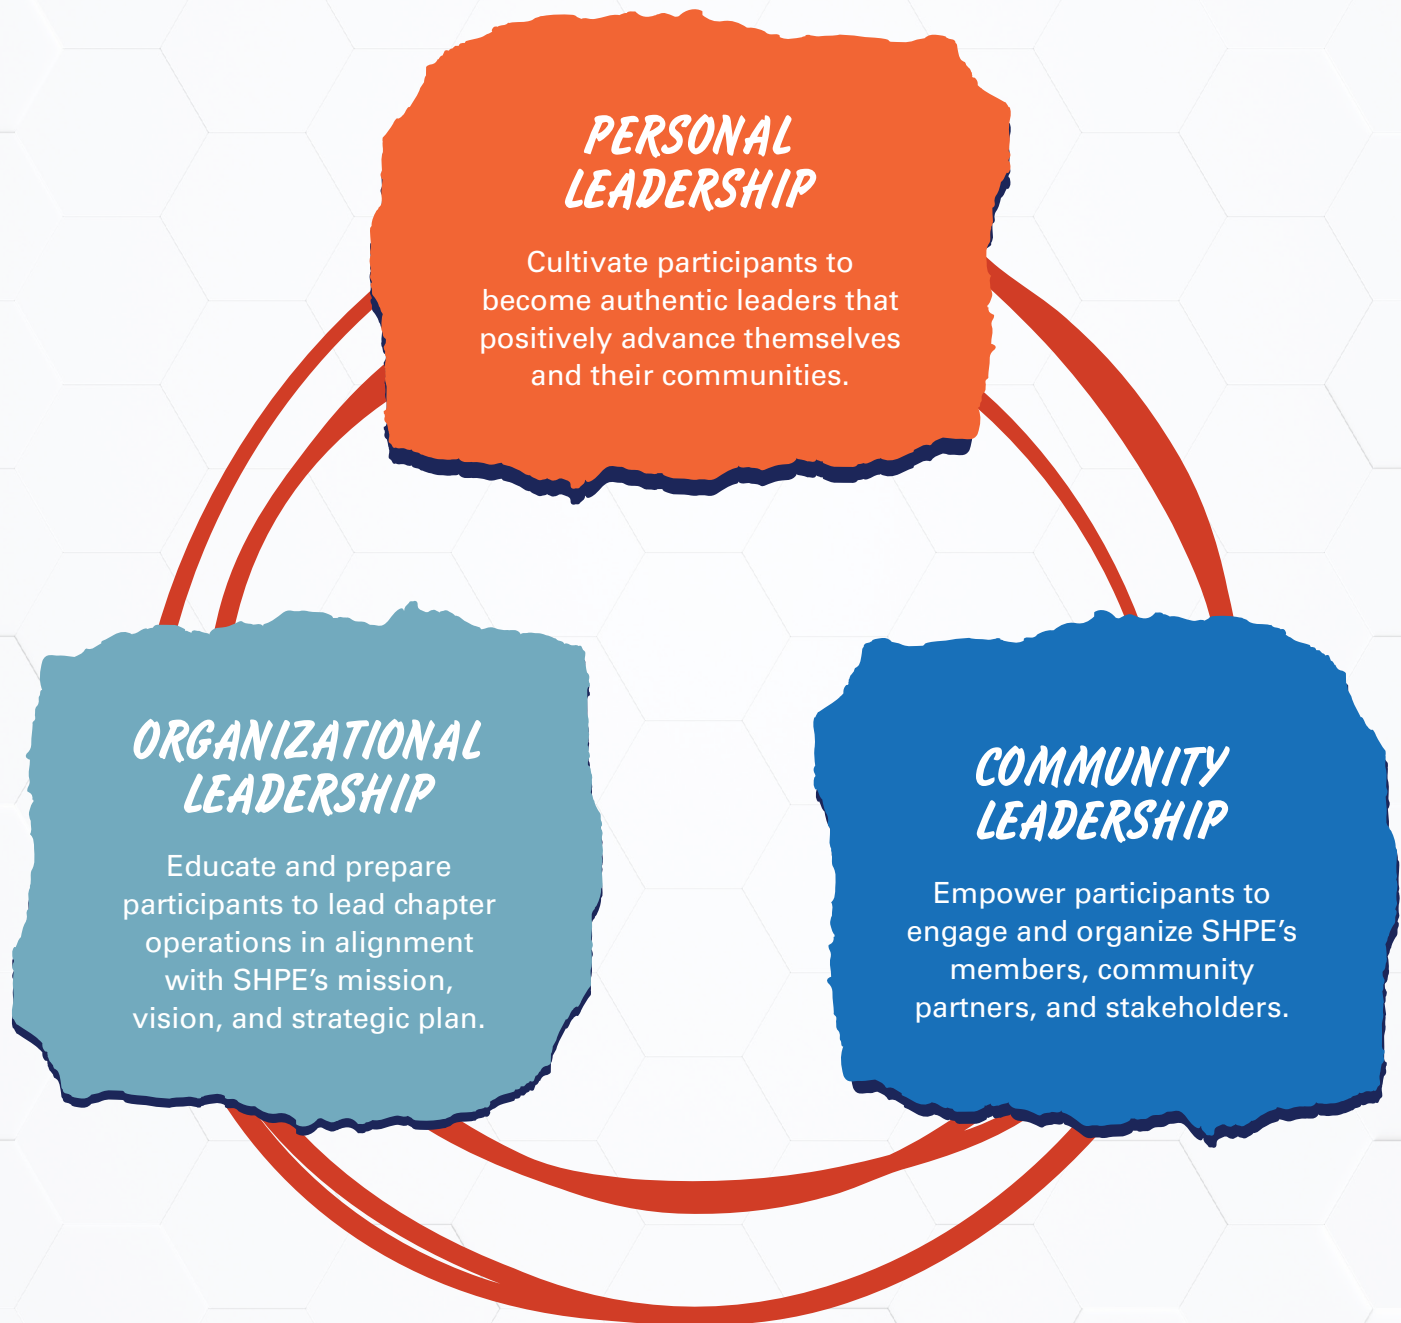 PERSONAL
LEADERSHIP
Cultivate participants to
become authentic leaders that
positively advance themselves
and their communities.
ORGANIZATIONAL
LEADERSHIP
Educate and prepare
participants to lead chapter
operations in alignment
with SHPE’s mission,
vision, and strategic plan.
COMMUNITY
LEADERSHIP
Empower participants to
engage and organize SHPE’s
members, community
partners, and stakeholders.